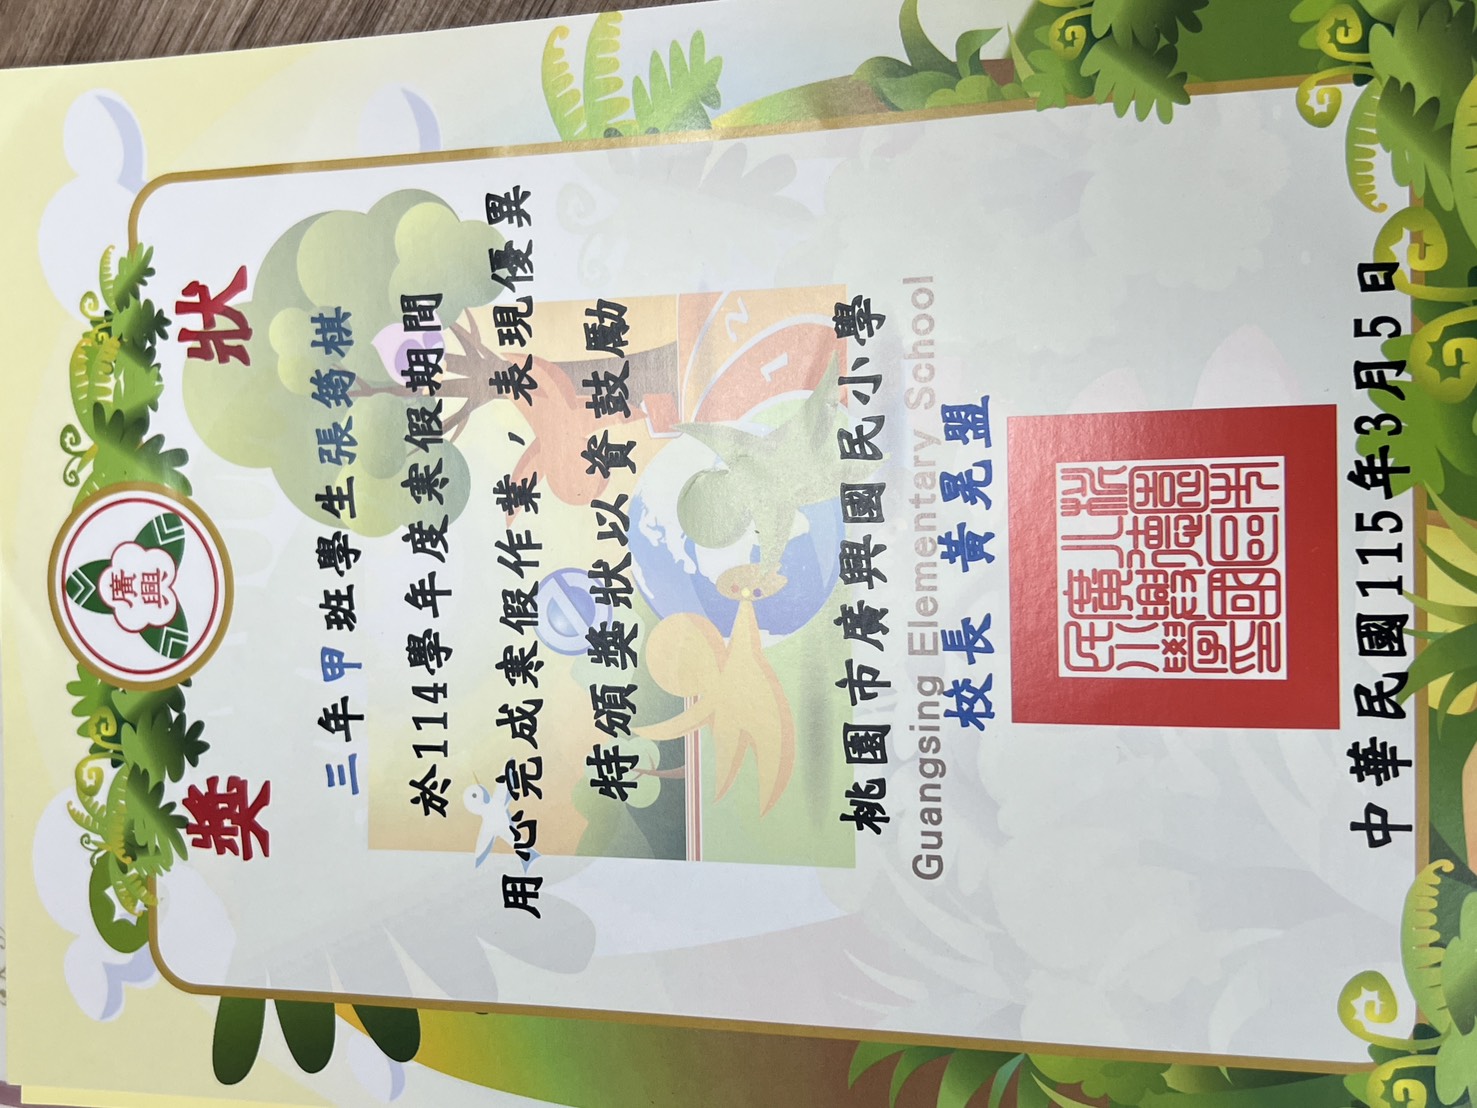 廣興
獎狀
三年甲班學生張篘棋
於114學年度寒假期間
用心完成寒假作業，表現優異
特頒獎狀以資鼓勵
桃園市廣興國民小學
Guangsing Elementary School
校長 黃晃盟
中華民國115年3月5日